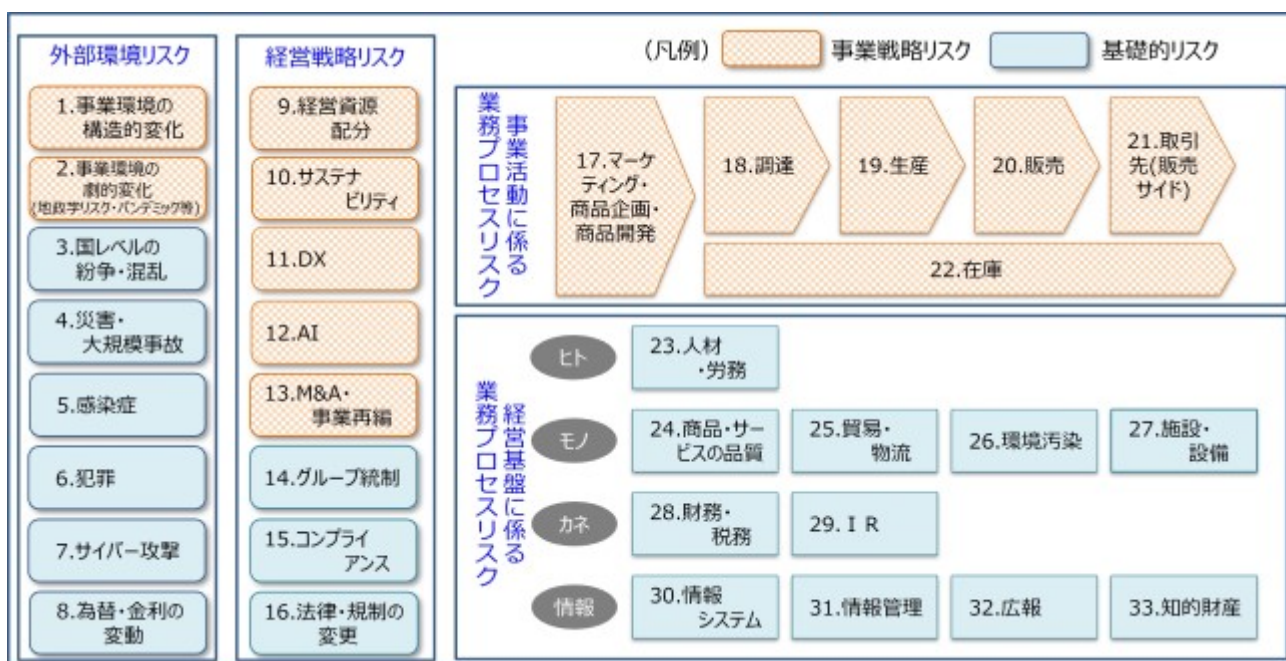 外部環境リスク
1.事業環境の
構造的変化
2.事業環境の
劇的変化
(地政学リスク・パンデミック等)
3.国レベルの
紛争・混乱
4.災害・
大規模事故
5.感染症
6.犯罪
7.サイバー攻撃
8.為替・金利の
変動
経営戦略リスク
9.経営資源
配分
10.サステナ
ビリティ
11.DX
12.AI
13.M&A・
事業再編
14.グループ統制
15.コンプライ
アンス
16.法律・規制の
変更
(凡例)
事業戦略リスク
基礎的リスク
事業活動に係る
業務プロセスリスク
17.マーケ
ティング・
商品企画・
商品開発
18.調達
19.生産
20.販売
21.取引
先(販売
サイド)
22.在庫
経営基盤に係る
業務プロセスリスク
ヒト
23.人材
・労務
モノ
24.商品・サー
ビスの品質
25.貿易・
物流
26.環境汚染
27.施設・
設備
カネ
28.財務・
税務
29.ＩＲ
情報
30.情報
システム
31.情報管理
32.広報
33.知的財産